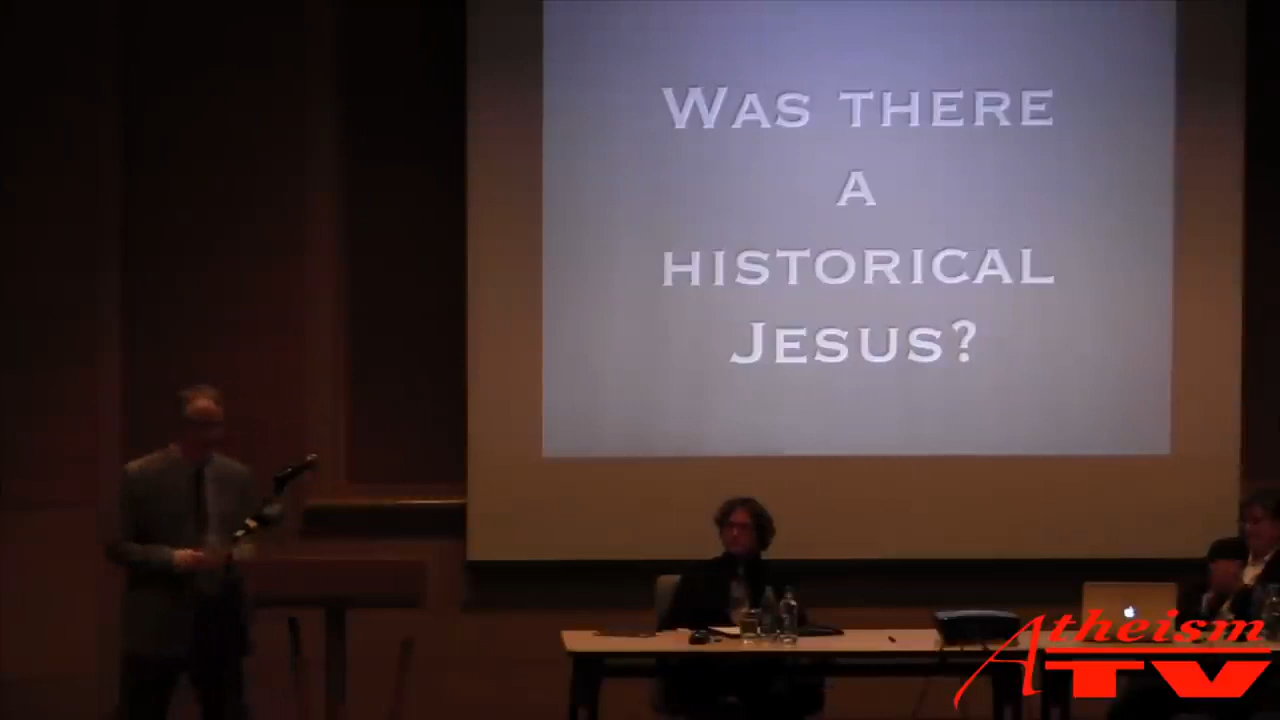 WAS THERE
A
HISTORICAL
JESUS?
Atheism
TV